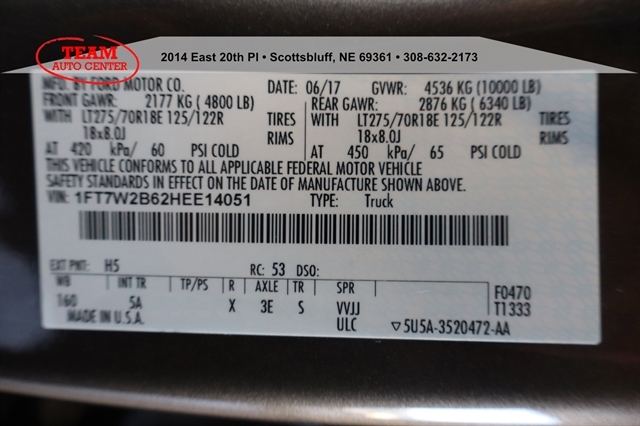 TEAM
AUTO CENTER
2014 East 20th Pl • Scottsbluff, NE 69361 • 308-632-2173
MFD. BY FORD MOTOR CO. DATE: 06/17 GVWR: 4536 KG (10000 LB)
FRONT GAWR: 2177 KG ( 4800 LB) REAR GAWR: 2876 KG ( 6340 LB)
WITH LT275/70R18E 125/122R TIRES WITH LT275/70R18E 125/122R TIRES
18x8.0J RIMS 18x8.0J RIMS
AT 420 kPa/ 60 PSI COLD AT 450 kPa/ 65 PSI COLD
THIS VEHICLE CONFORMS TO ALL APPLICABLE FEDERAL MOTOR VEHICLE
SAFETY STANDARDS IN EFFECT ON THE DATE OF MANUFACTURE SHOWN ABOVE.
VIN: 1FT7W2B62HEE14051 TYPE: Truck
EXT PNT: H5 RC: 53 DSO:
WB INT TR TP/PS R AXLE TR SPR F0470
160 5A X 3E S VVJJ T1333
MADE IN U.S.A. ULC ▽5U5A-3520472-AA